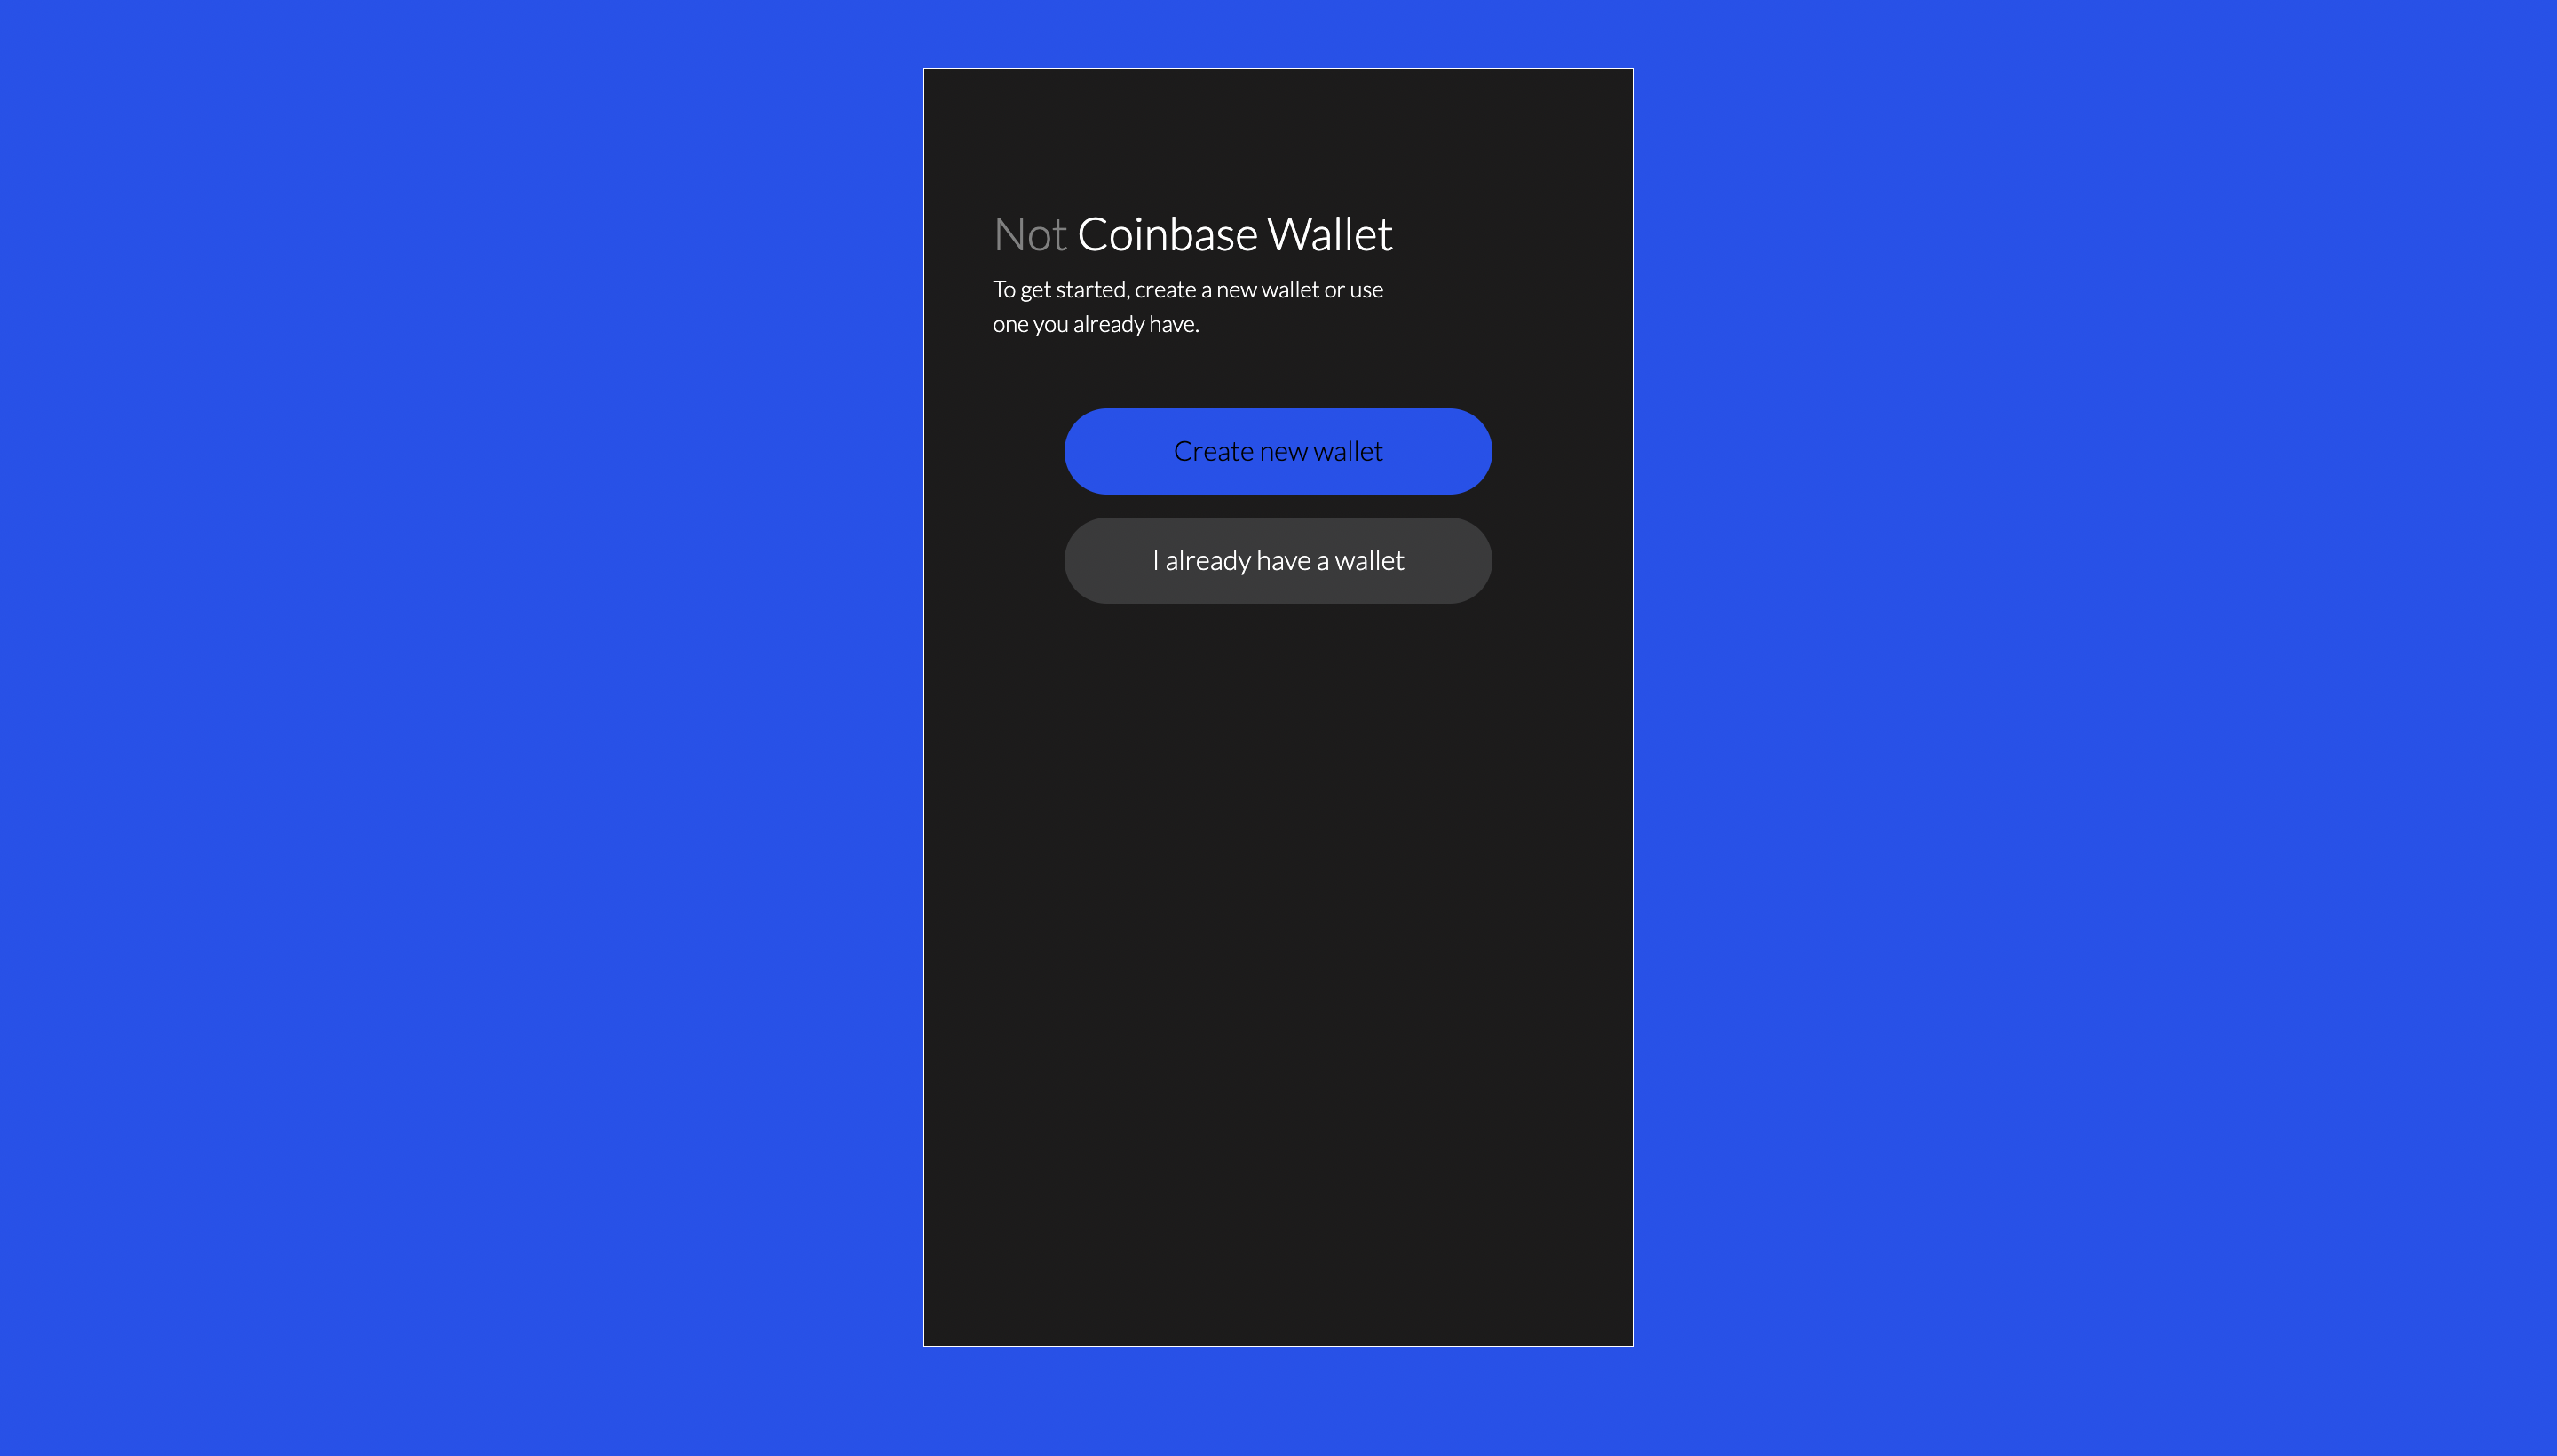 Not Coinbase Wallet
To get started, create a new wallet or use
one you already have.
Create new wallet
I already have a wallet